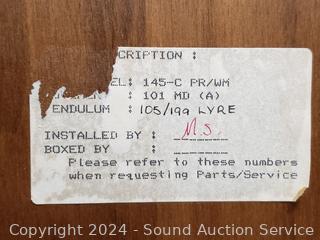 CRIPTION :
EL: 145-C PR/WM
: 101 MD (A)
ENDULUM : 105/199 LYRE
INSTALLED BY : M.S.
BOXED BY :
Please refer to these numbers
when requesting Parts/Service
Copyright 2024 - Sound Auction Service